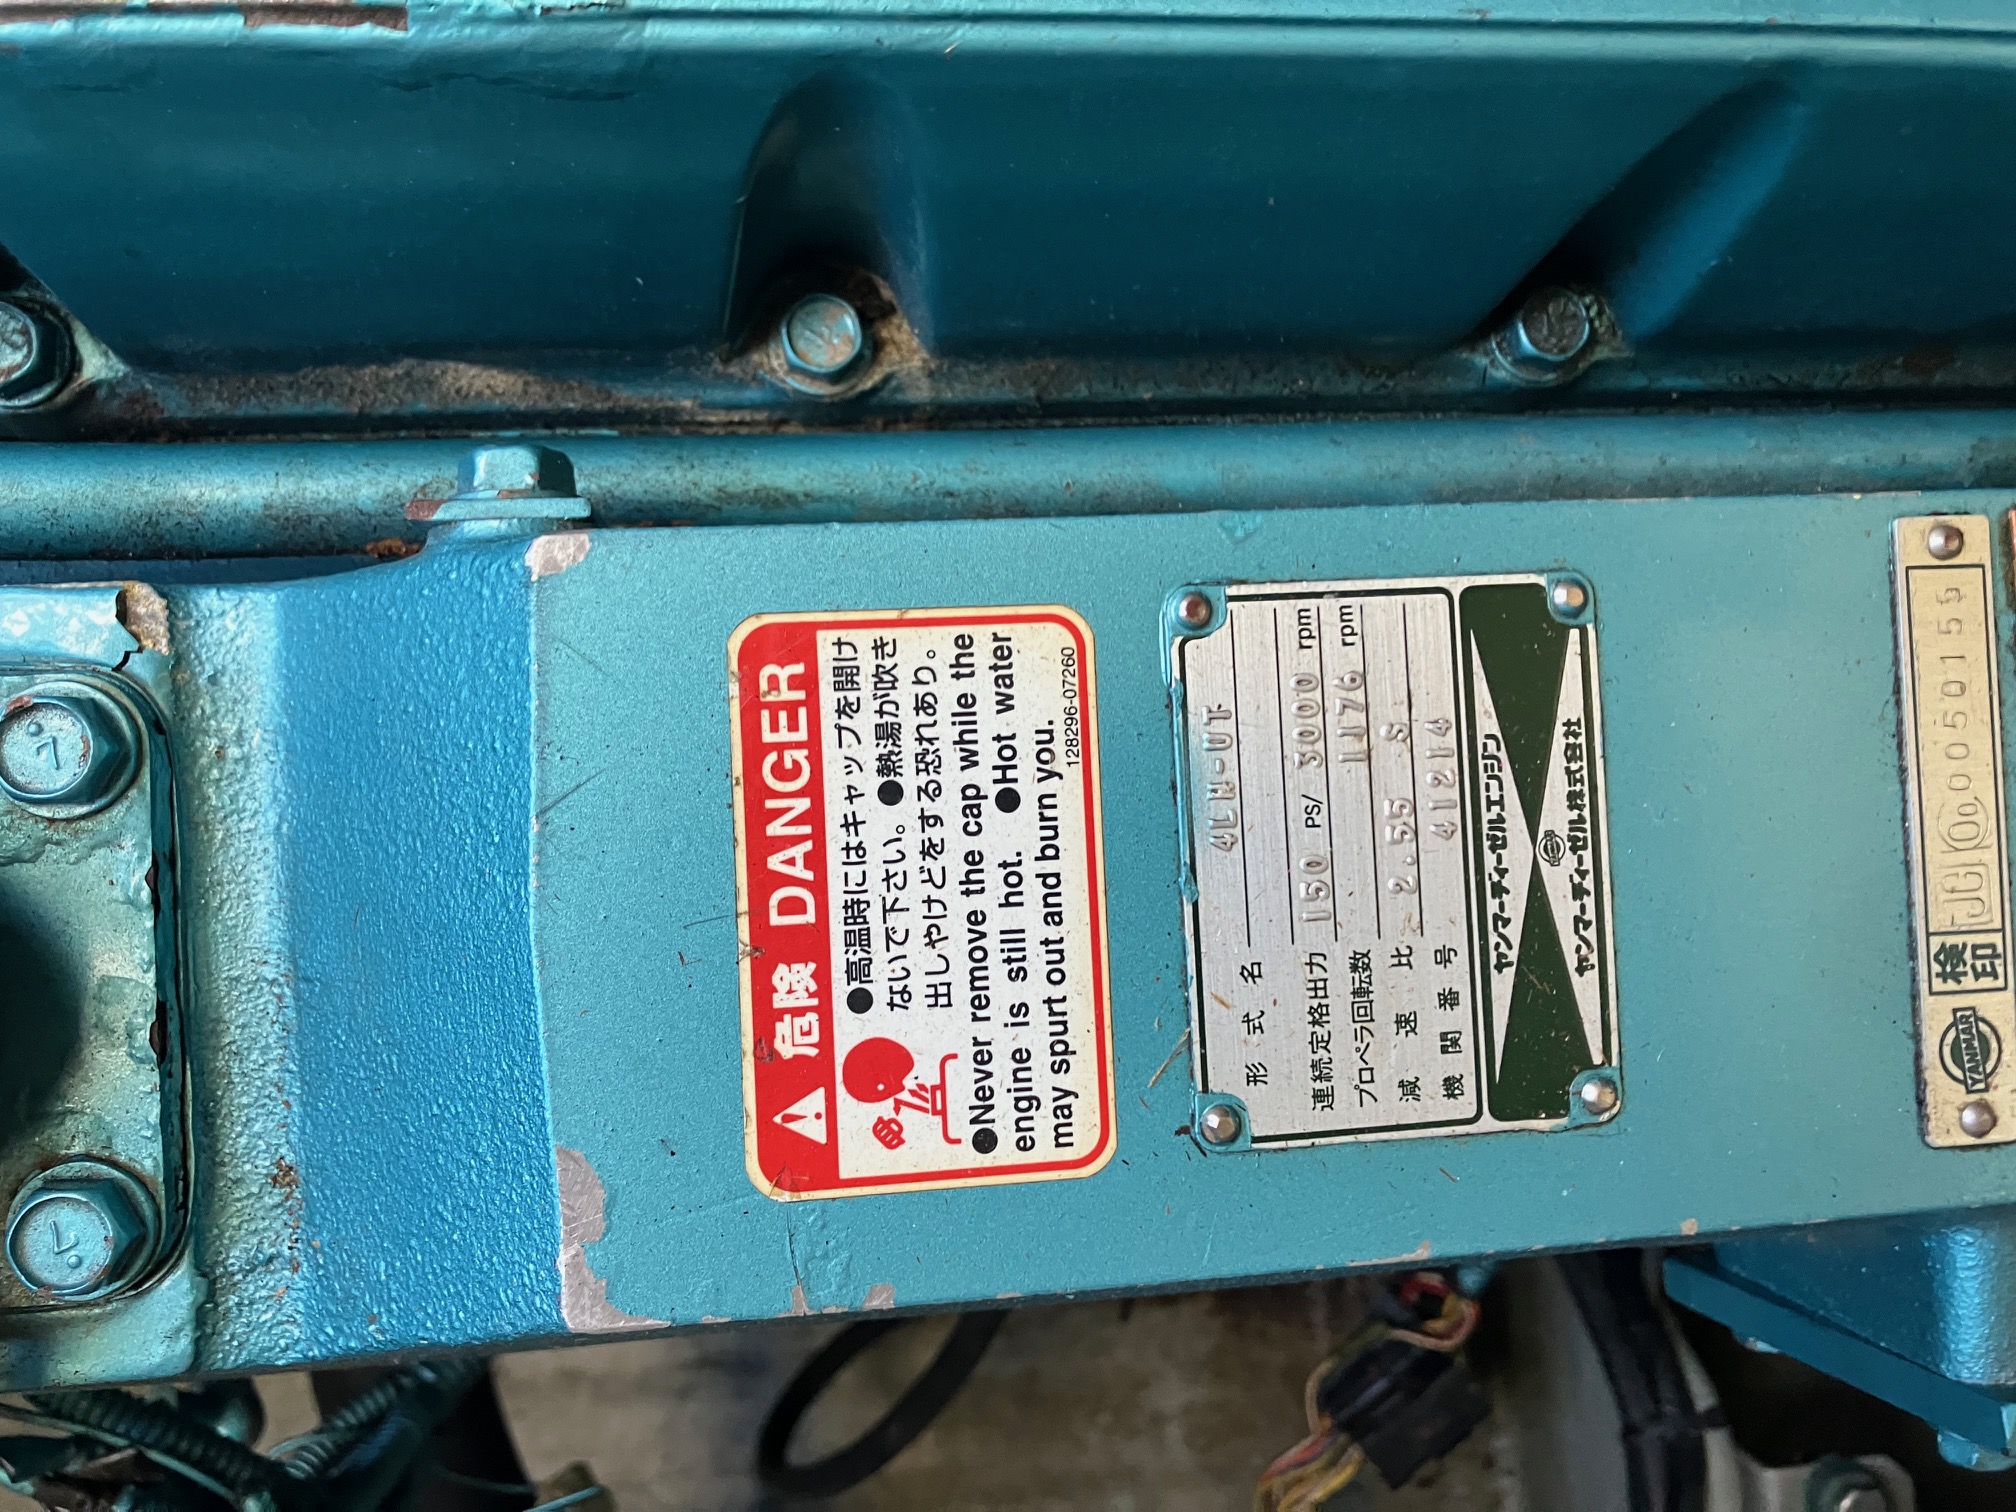 危険 DANGER
●高温時にはキャップを開け
ないで下さい。●熱湯が吹き
出しやけどをする恐れあり。
●Never remove the cap while the
engine is still hot. ●Hot water
may spurt out and burn you.
128296-07260
形式名 4LH-UT
連続定格出力 150 PS/ 3000 rpm
プロペラ回転数 1176 rpm
減速比 2.55 S
機関番号 41214
ヤンマーディーゼルエンジン
YANMAR
ヤンマーディーゼル株式会社
YANMAR
検印
JCI
00050155
7
7